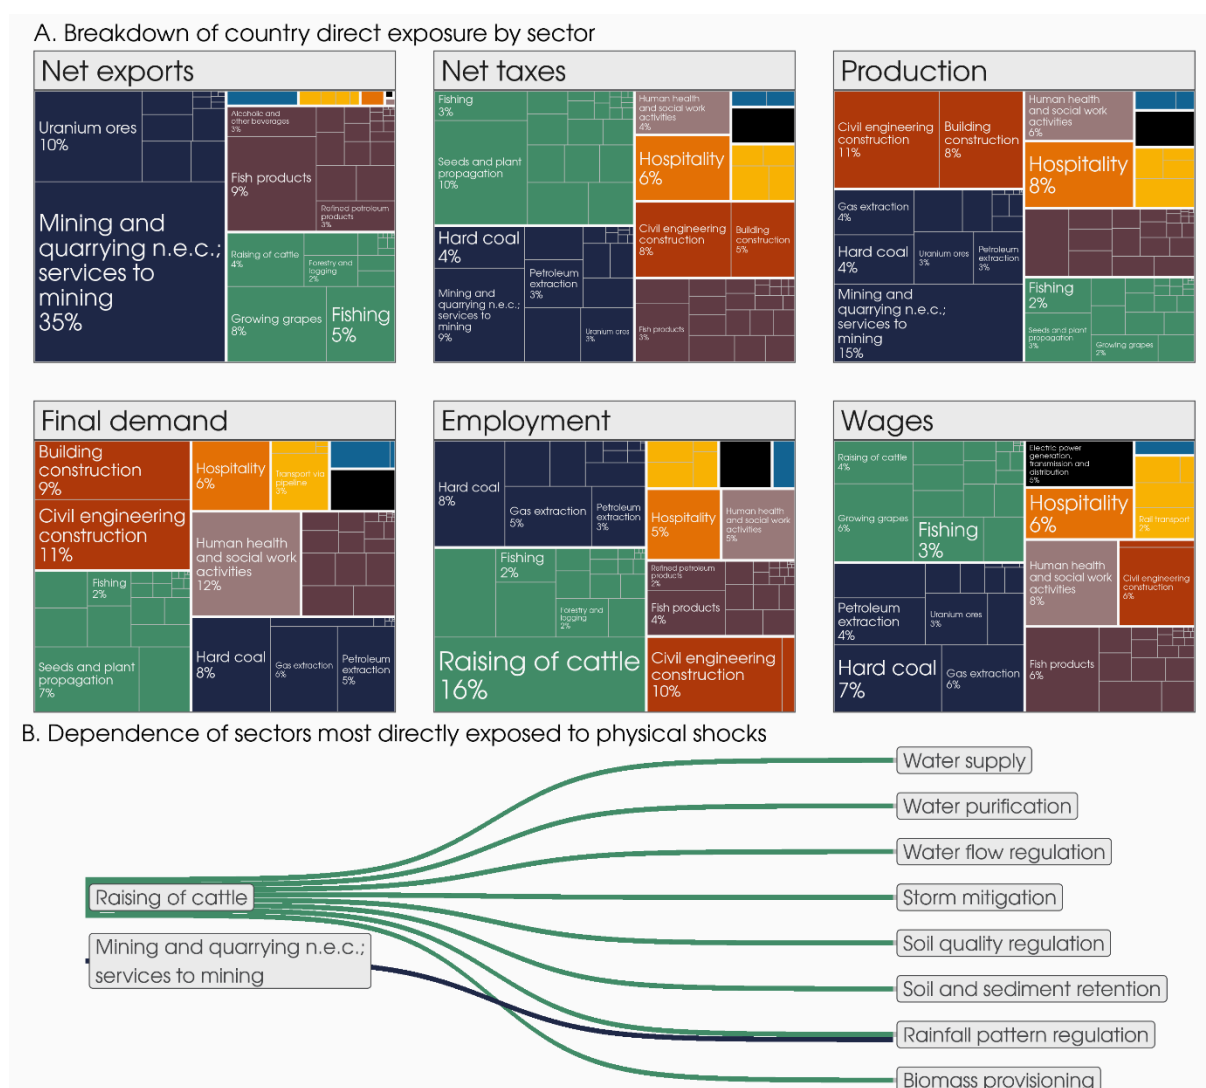 A. Breakdown of country direct exposure by sector
Net exports
Uranium ores
10%
Mining and
quarrying n.e.c.;
services to
mining
35%
Alcoholic and
other beverages
3%
Fish products
9%
Refined petroleum
products
3%
Raising of cattle
4%
Forestry and
logging
2%
Growing grapes
8%
Fishing
5%
Net taxes
Fishing
3%
Seeds and plant
propagation
10%
Hard coal
4%
Mining and
quarrying n.e.c.;
services to
mining
9%
Petroleum
extraction
3%
Uranium ores
3%
Human health
and social work
activities
4%
Hospitality
6%
Civil engineering
construction
8%
Building
construction
5%
Fish products
3%
Production
Civil engineering
construction
11%
Building
construction
8%
Gas extraction
4%
Hard coal
4%
Uranium ores
3%
Petroleum
extraction
3%
Mining and
quarrying n.e.c.;
services to
mining
15%
Human health
and social work
activities
6%
Hospitality
8%
Fishing
2%
Seeds and plant
propagation
3%
Growing grapes
2%
Final demand
Building
construction
9%
Civil engineering
construction
11%
Fishing
2%
Seeds and plant
propagation
7%
Hospitality
6%
Transport via
pipeline
3%
Human health
and social work
activities
12%
Hard coal
8%
Gas extraction
6%
Petroleum
extraction
5%
Employment
Hard coal
8%
Gas extraction
5%
Petroleum
extraction
3%
Fishing
2%
Forestry and
logging
2%
Raising of cattle
16%
Hospitality
5%
Human health
and social work
activities
5%
Refined petroleum
products
2%
Fish products
4%
Civil engineering
construction
10%
Wages
Raising of cattle
4%
Growing grapes
6%
Fishing
3%
Petroleum
extraction
4%
Uranium ores
3%
Hard coal
7%
Gas extraction
6%
Electric power
generation,
transmission and
distribution
5%
Hospitality
6%
Rail transport
2%
Human health
and social work
activities
8%
Civil engineering
construction
6%
Fish products
6%
B. Dependence of sectors most directly exposed to physical shocks
Raising of cattle
Mining and quarrying n.e.c.;
services to mining
Water supply
Water purification
Water flow regulation
Storm mitigation
Soil quality regulation
Soil and sediment retention
Rainfall pattern regulation
Biomass provisioning